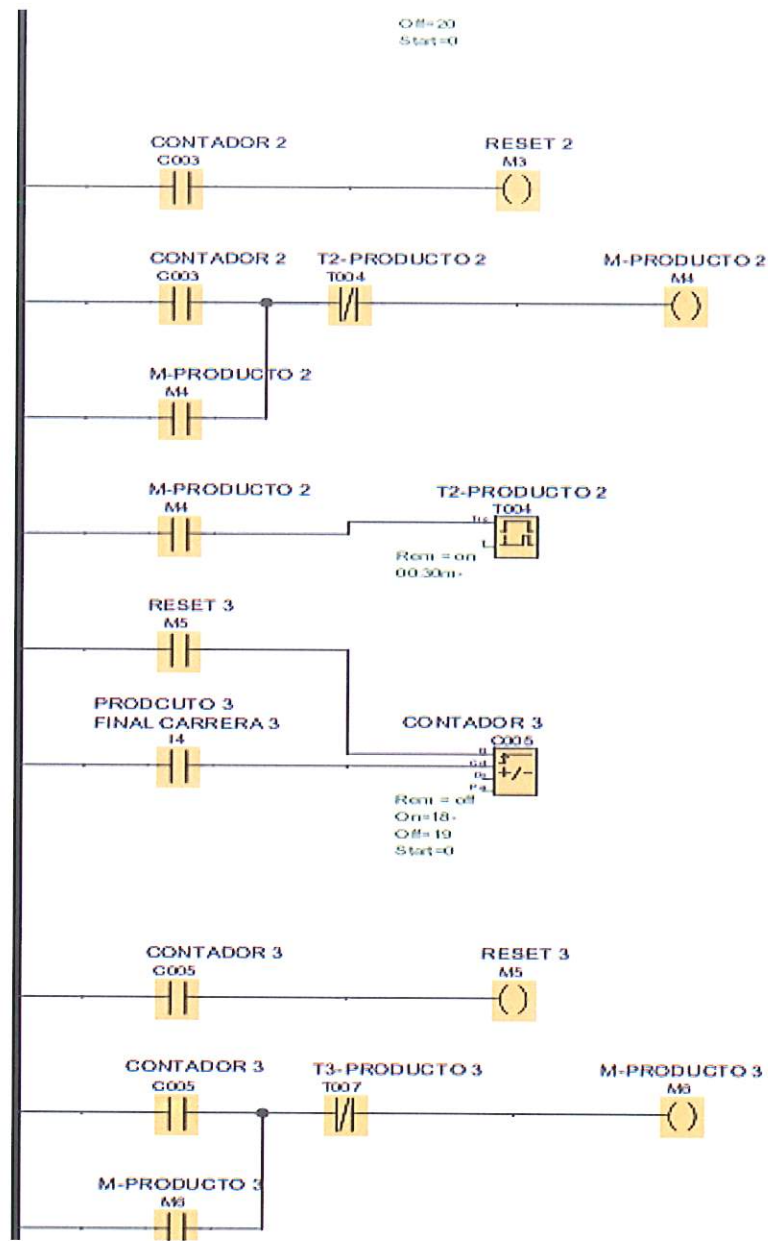 Off=20
Start=0
CONTADOR 2
C003
RESET 2
M3
CONTADOR 2
C003
T2-PRODUCTO 2
T004
M-PRODUCTO 2
M4
M-PRODUCTO 2
M4
M-PRODUCTO 2
M4
T2-PRODUCTO 2
T004
Rem = on
00:30m-
RESET 3
M5
PRODCUTO 3
FINAL CARRERA 3
I4
CONTADOR 3
C005
R
+/-
Rem = off
On=18-
Off=19
Start=0
CONTADOR 3
C005
RESET 3
M5
CONTADOR 3
C005
T3-PRODUCTO 3
T007
M-PRODUCTO 3
M6
M-PRODUCTO 3
M6